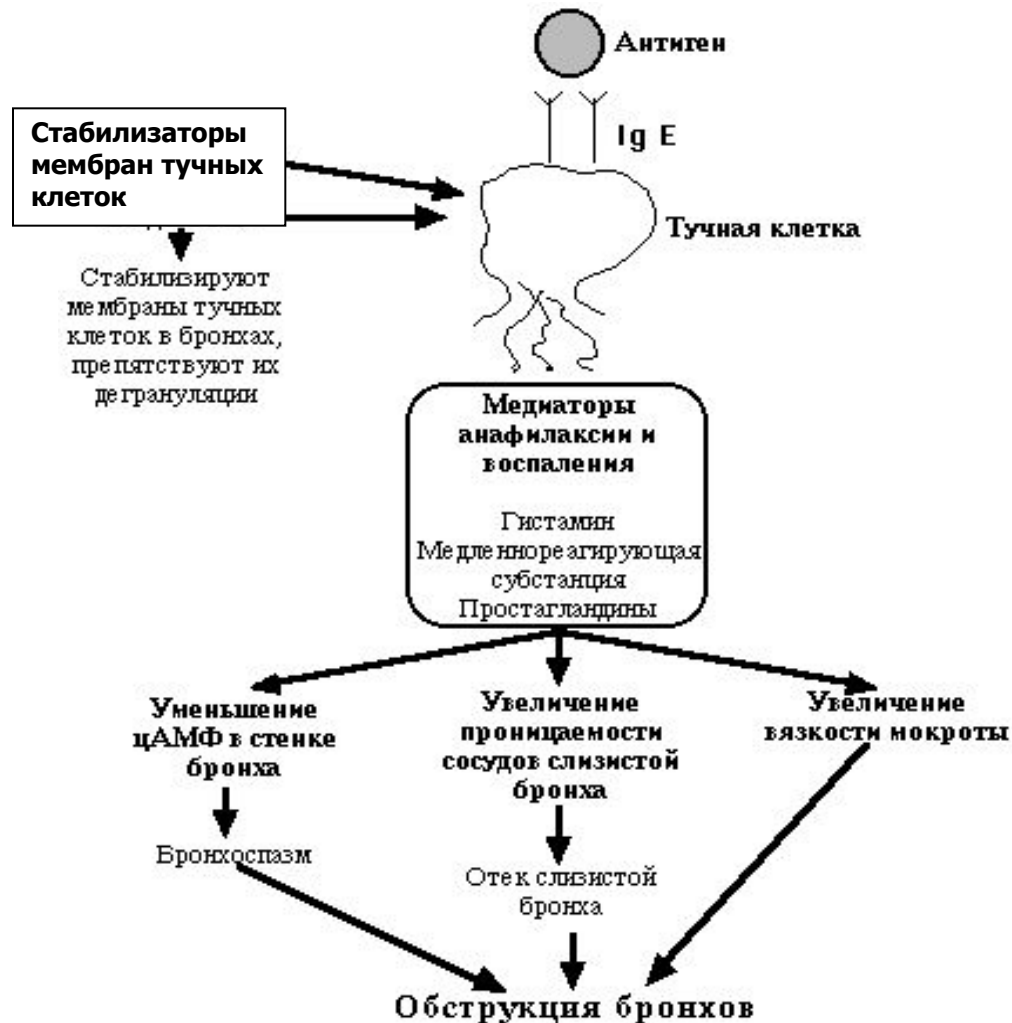 Антиген
Ig E
Стабилизаторы
мембран тучных
клеток
Тучная клетка
Стабилизируют
мембраны тучных
клеток в бронхах,
препятствуют их
дегрануляции
Медиаторы
анафилаксии и
воспаления
Гистамин
Медленнореагирующая
субстанция
Простагландины
Уменьшение
цАМФ в стенке
бронха
Увеличение
проницаемости
сосудов слизистой
бронха
Увеличение
вязкости мокроты
Бронхоспазм
Отек слизистой
бронха
Обструкция бронхов